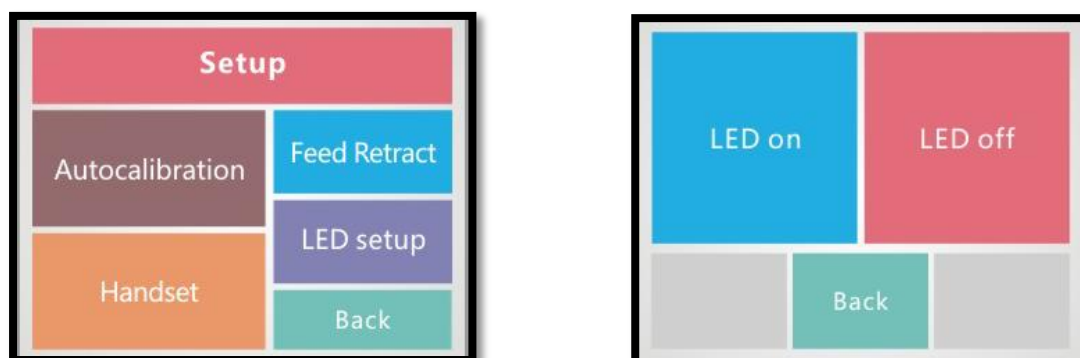 Setup
Autocalibration
Feed Retract
LED setup
Handset
Back
LED on
LED off
Back